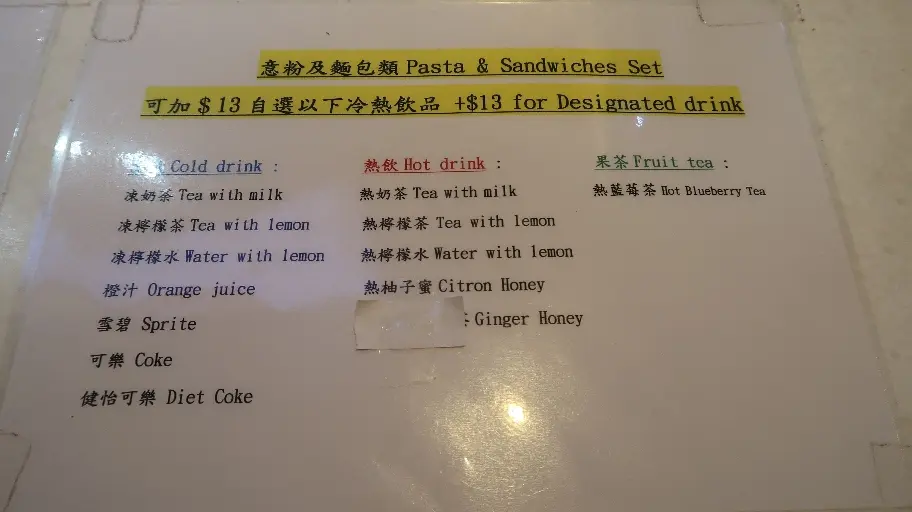 意粉及麵包類 Pasta & Sandwiches Set
可加 $13 自選以下冷熱飲品 +$13 for Designated drink
Cold drink :
凍奶茶 Tea with milk
凍檸檬茶 Tea with lemon
凍檸檬水 Water with lemon
橙汁 Orange juice
雪碧 Sprite
可樂 Coke
健怡可樂 Diet Coke
熱飲 Hot drink :
熱奶茶 Tea with milk
熱檸檬茶 Tea with lemon
熱檸檬水 Water with lemon
熱柚子蜜 Citron Honey
Ginger Honey
果茶 Fruit tea :
熱藍莓茶 Hot Blueberry Tea